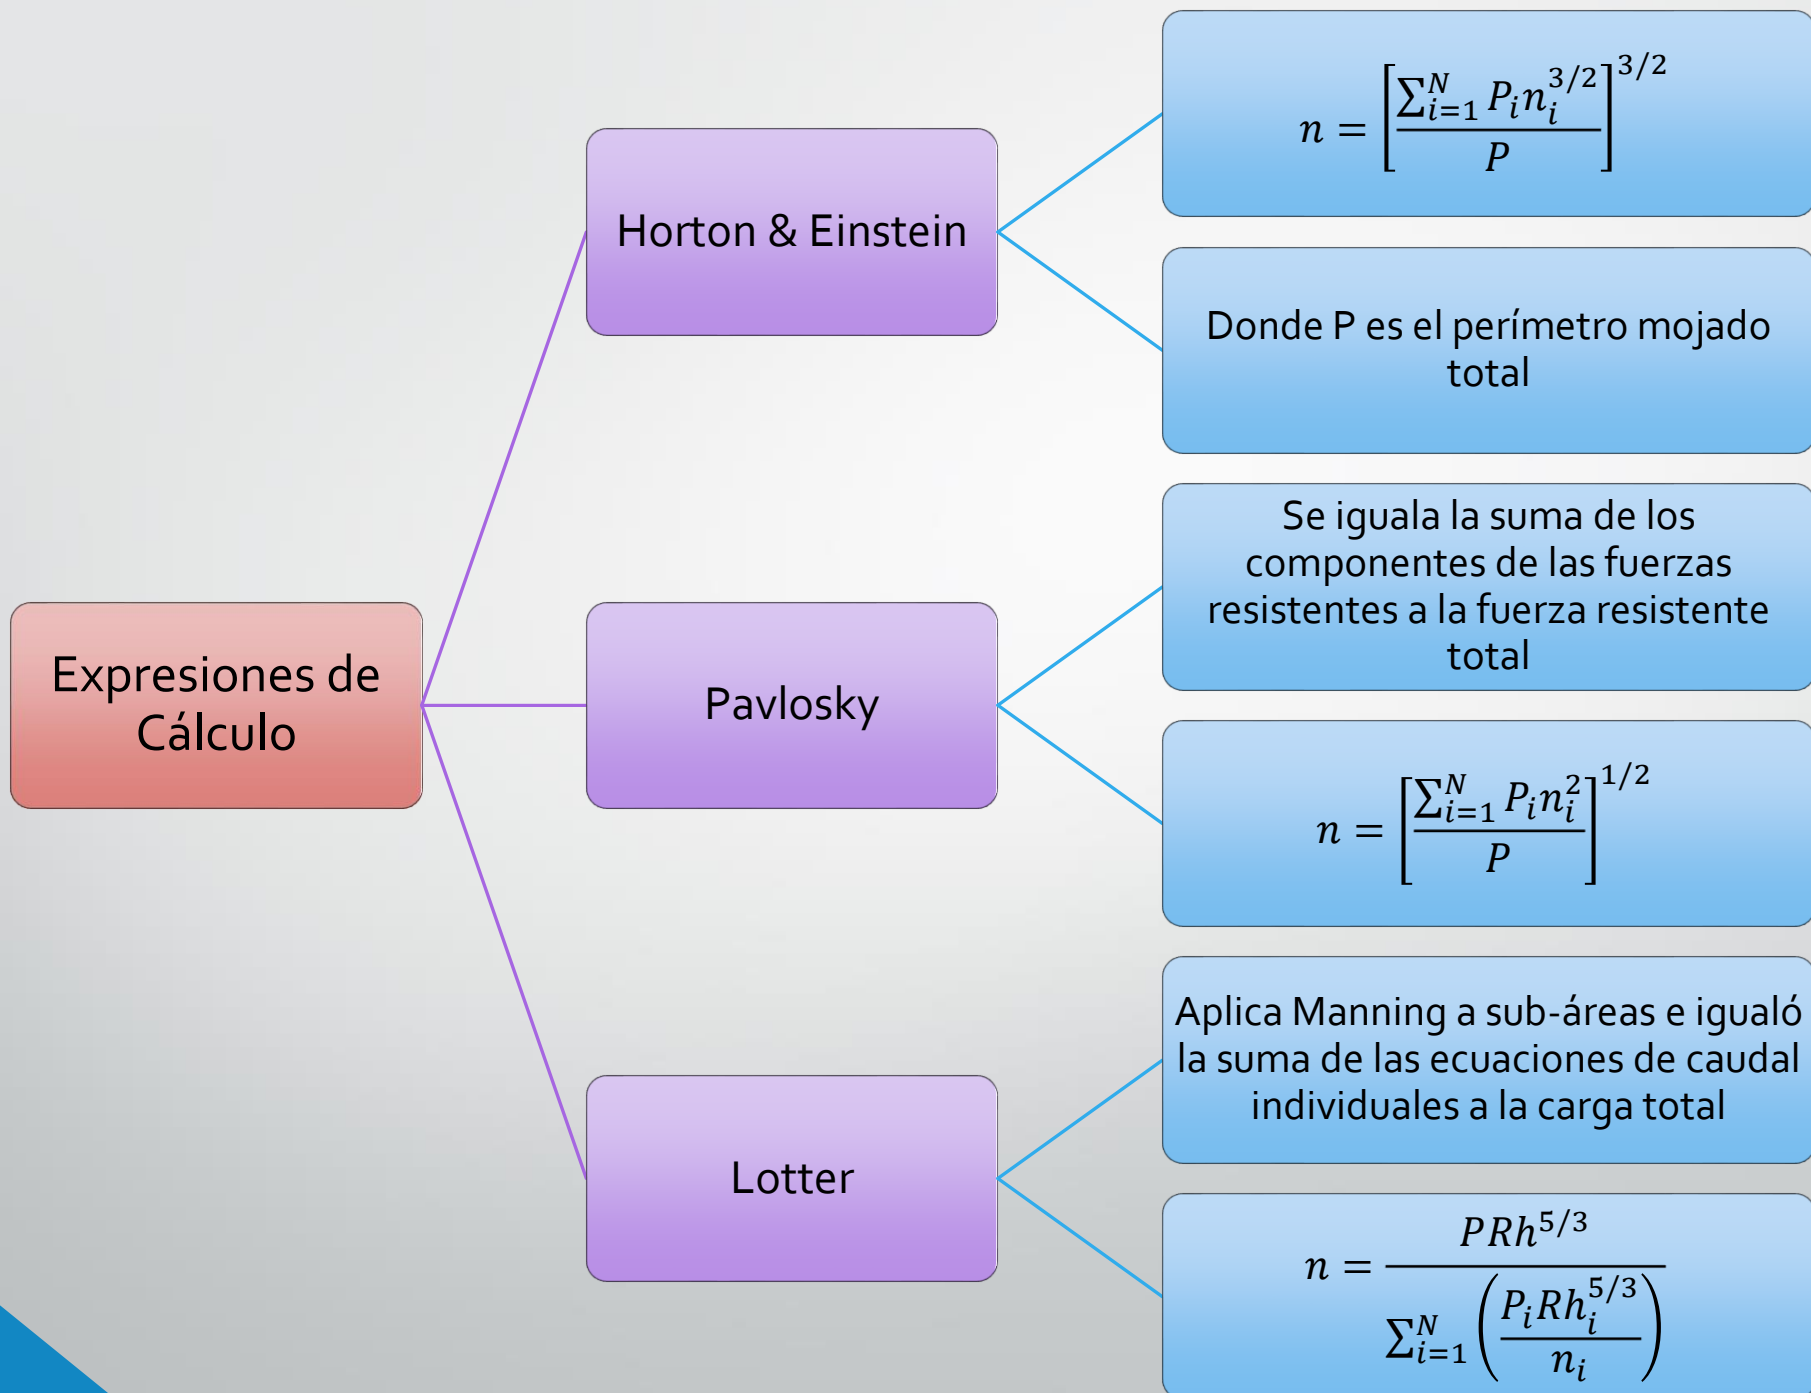 Expresiones de
Cálculo
Horton & Einstein
n = [∑_{i=1}^{N} P_i n_i^{3/2} / P]^{3/2}
Donde P es el perímetro mojado
total
Pavlosky
Se iguala la suma de los
componentes de las fuerzas
resistentes a la fuerza resistente
total
n = [∑_{i=1}^{N} P_i n_i^2 / P]^{1/2}
Lotter
Aplica Manning a sub-áreas e igualó
la suma de las ecuaciones de caudal
individuales a la carga total
n = PRh^{5/3} / ∑_{i=1}^{N} (P_i Rh_i^{5/3} / n_i)